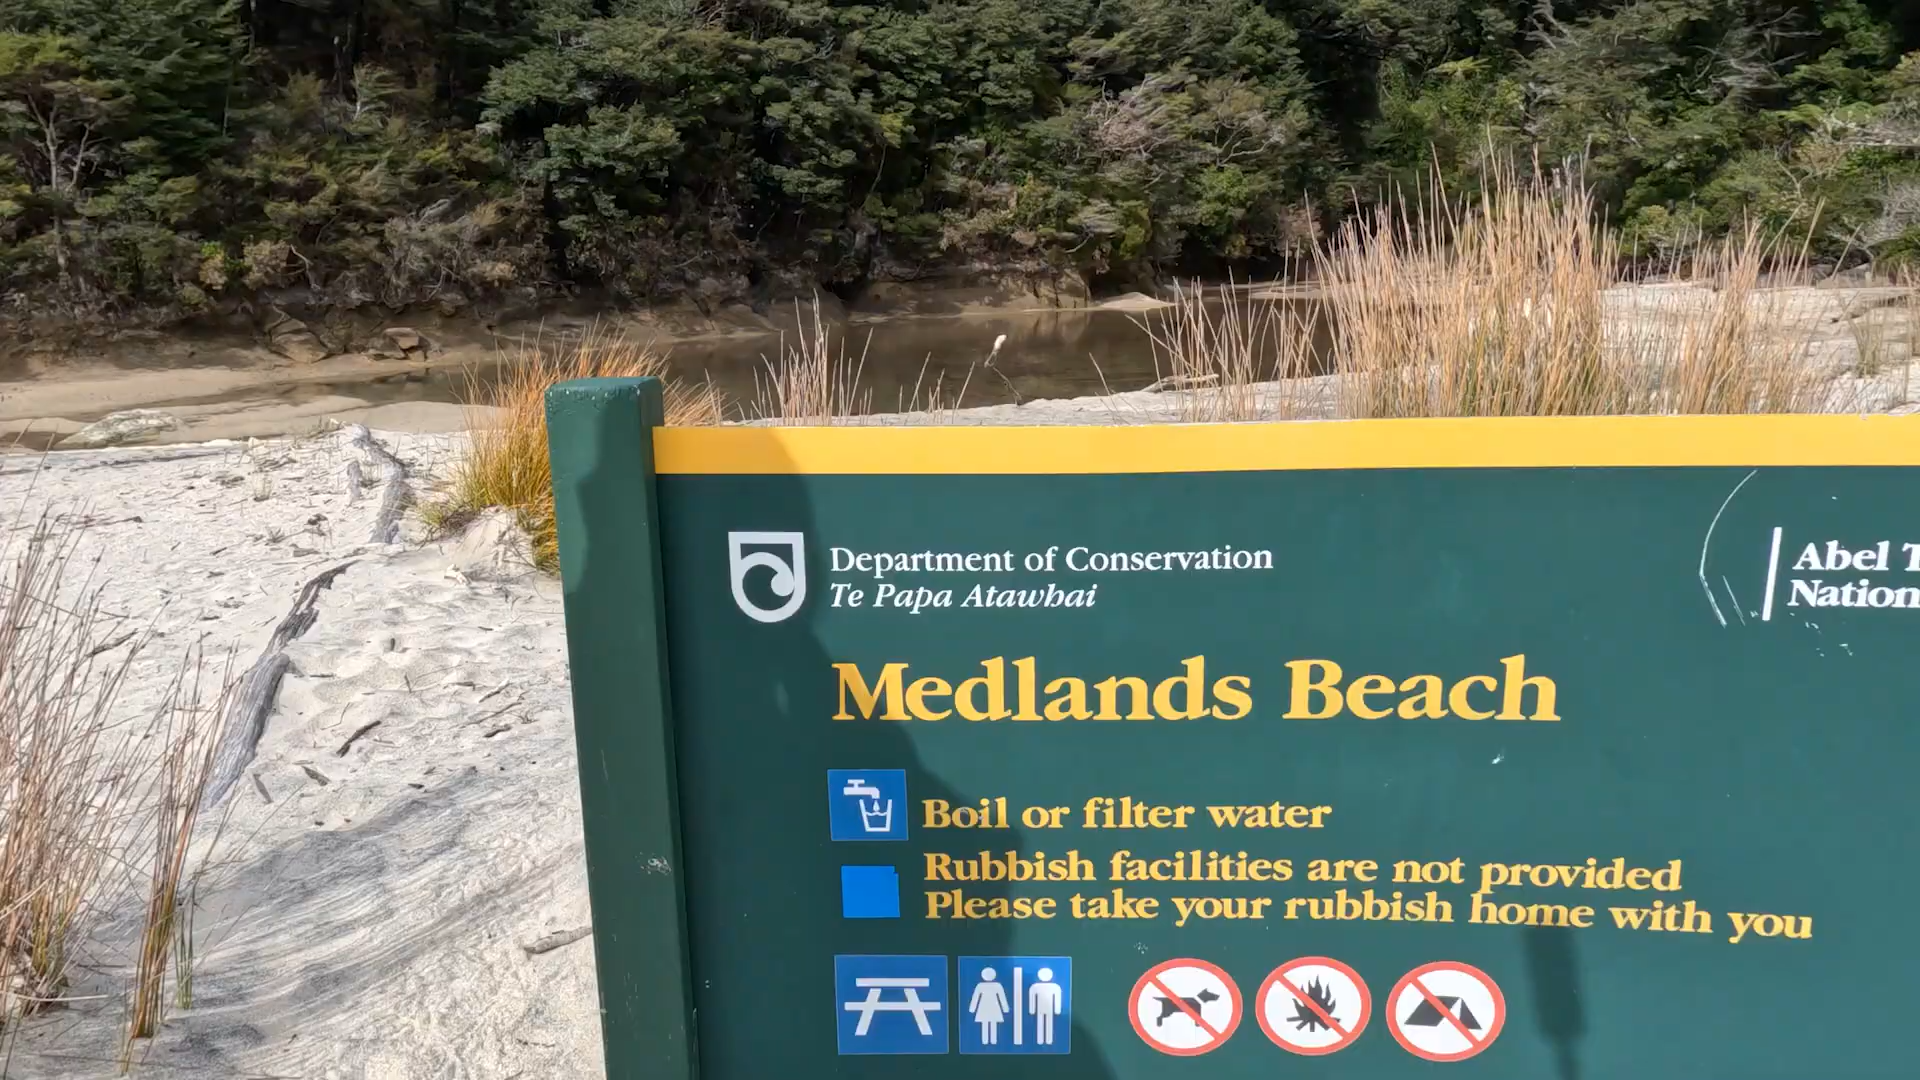 Department of Conservation
Te Papa Atawhai
Abel
Nation
Medlands Beach
Boil or filter water
Rubbish facilities are not provided
Please take your rubbish home with you